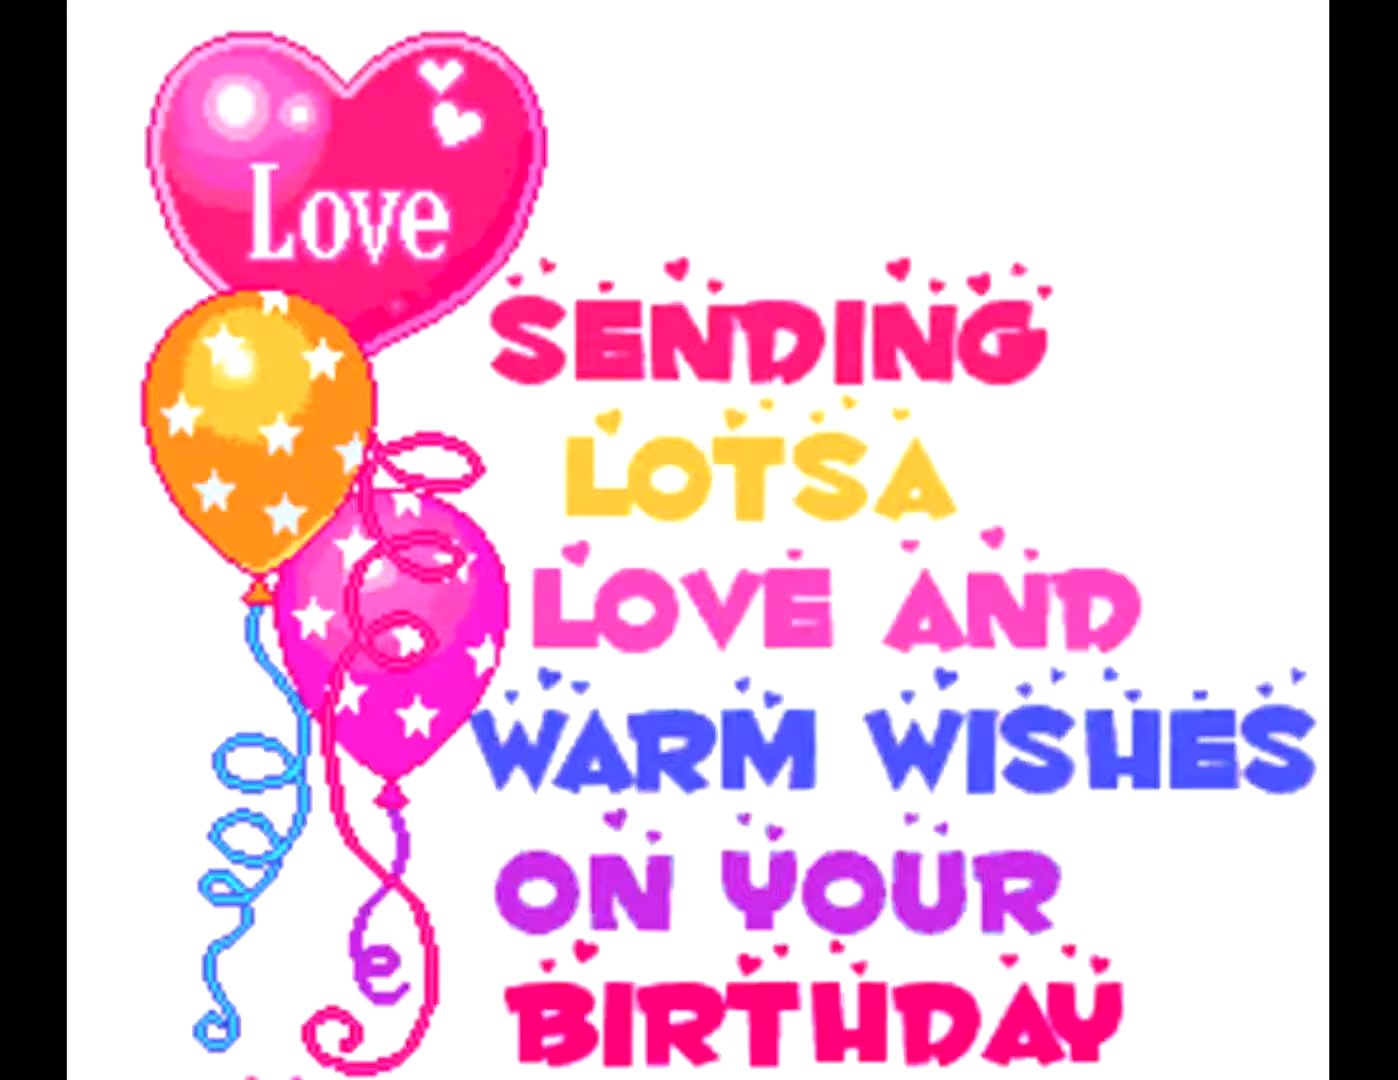 Love
SENDING
LOTSA
LOVE AND
WARM WISHES
ON YOUR
BIRTHDAY